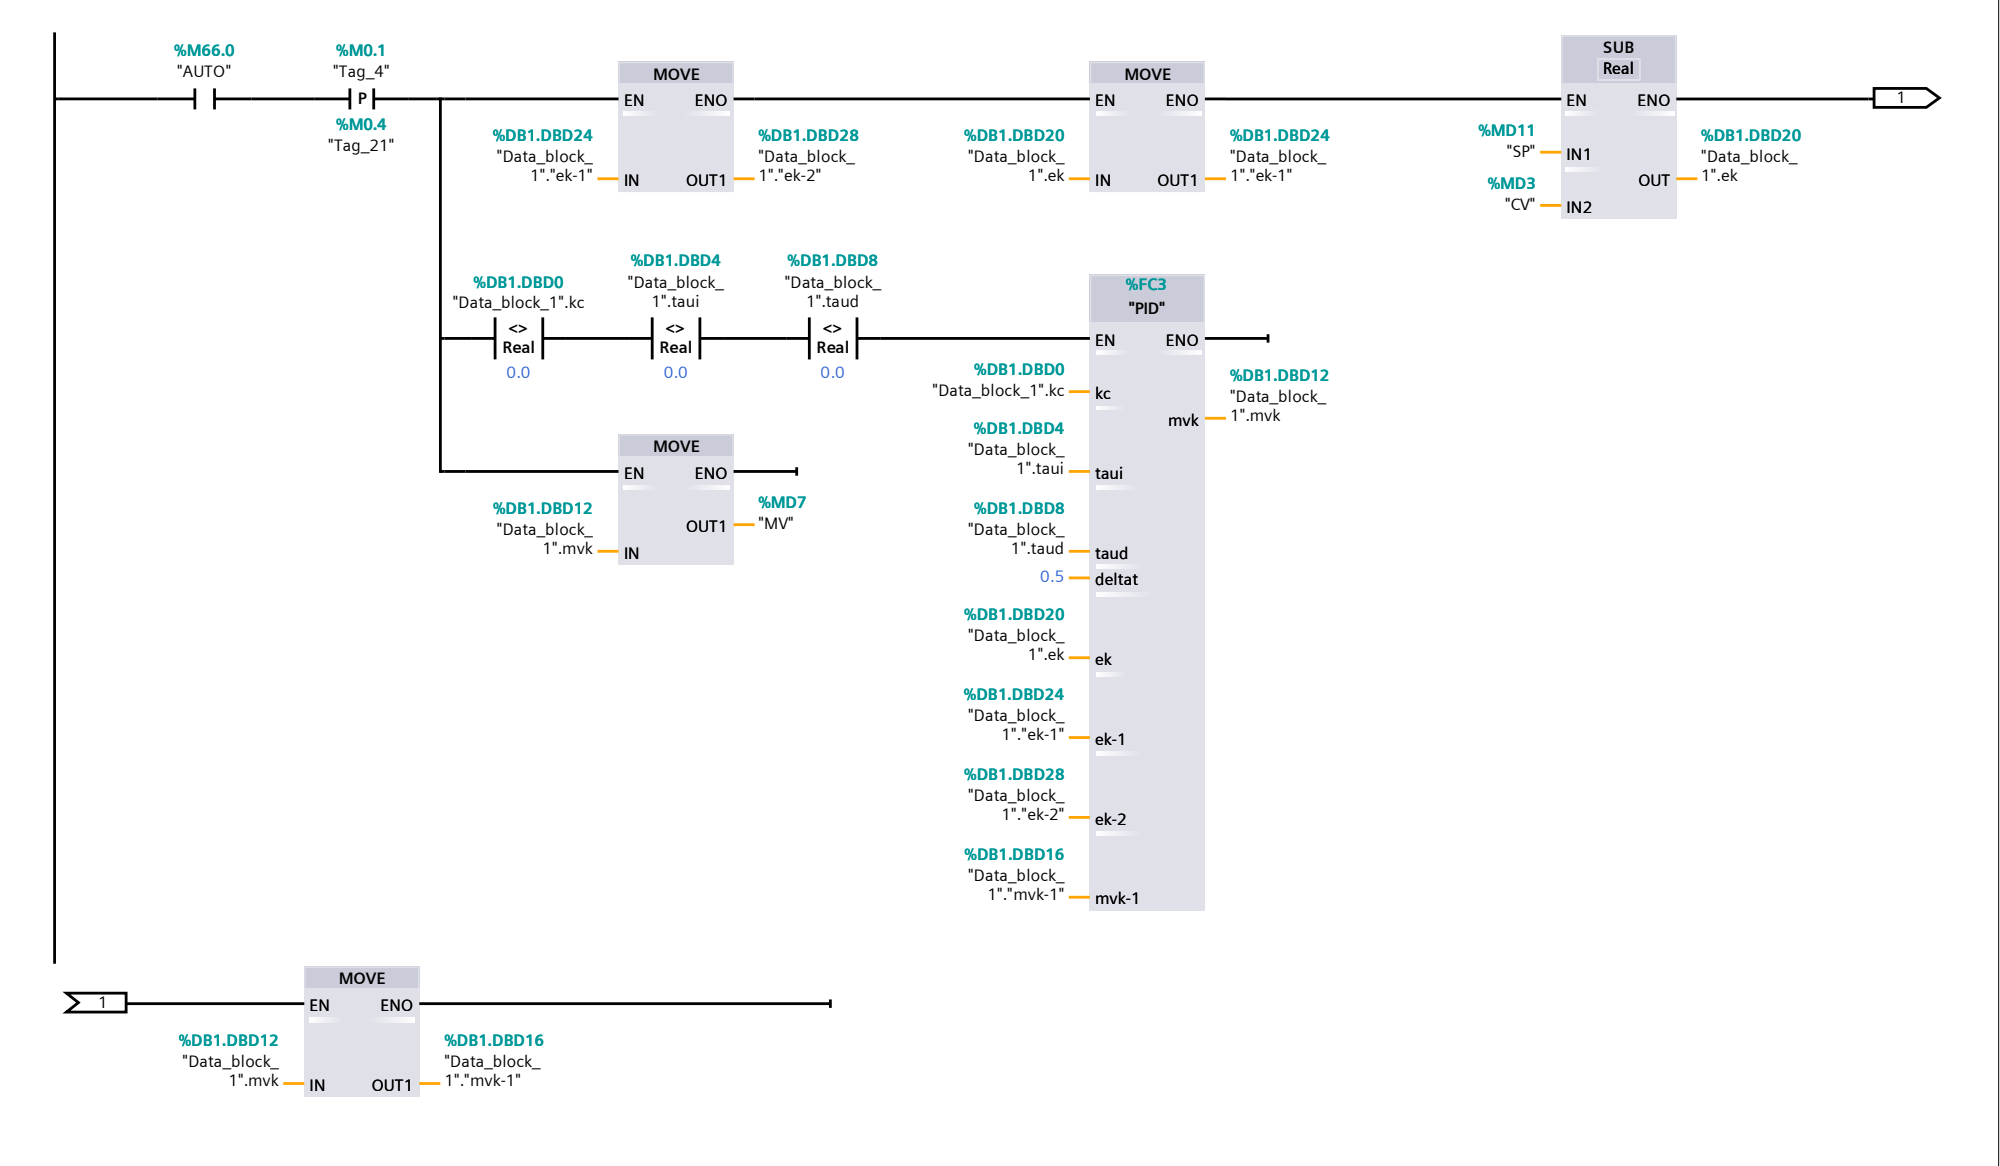 %M66.0
"AUTO"
%M0.1
"Tag_4"
P
%M0.4
"Tag_21"
MOVE
EN ENO
%DB1.DBD24
"Data_block_
1"."ek-1"
IN OUT1
%DB1.DBD28
"Data_block_
1"."ek-2"
MOVE
EN ENO
%DB1.DBD20
"Data_block_
1".ek
IN OUT1
%DB1.DBD24
"Data_block_
1"."ek-1"
SUB
Real
EN ENO
%MD11
"SP"
IN1
%MD3
"CV"
IN2
OUT
%DB1.DBD20
"Data_block_
1".ek
1
%DB1.DBD0
"Data_block_1".kc
<>
Real
0.0
%DB1.DBD4
"Data_block_
1".taui
<>
Real
0.0
%DB1.DBD8
"Data_block_
1".taud
<>
Real
0.0
%FC3
"PID"
EN ENO
%DB1.DBD0
"Data_block_1".kc
kc
mvk
%DB1.DBD12
"Data_block_
1".mvk
%DB1.DBD4
"Data_block_
1".taui
taui
%DB1.DBD8
"Data_block_
1".taud
taud
0.5
deltat
%DB1.DBD20
"Data_block_
1".ek
ek
%DB1.DBD24
"Data_block_
1"."ek-1"
ek-1
%DB1.DBD28
"Data_block_
1"."ek-2"
ek-2
%DB1.DBD16
"Data_block_
1"."mvk-1"
mvk-1
MOVE
EN ENO
%DB1.DBD12
"Data_block_
1".mvk
IN
OUT1
%MD7
"MV"
1
MOVE
EN ENO
%DB1.DBD12
"Data_block_
1".mvk
IN OUT1
%DB1.DBD16
"Data_block_
1"."mvk-1"